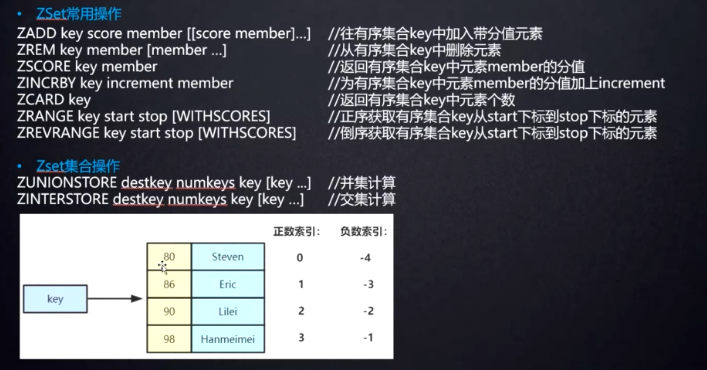 • ZSet常用操作
ZADD key score member [[score member]…] //往有序集合key中加入带分值元素
ZREM key member [member …] //从有序集合key中删除元素
ZSCORE key member //返回有序集合key中元素member的分值
ZINCRBY key increment member //为有序集合key中元素member的分值加上increment
ZCARD key //返回有序集合key中元素个数
ZRANGE key start stop [WITHSCORES] //正序获取有序集合key从start下标到stop下标的元素
ZREVRANGE key start stop [WITHSCORES] //倒序获取有序集合key从start下标到stop下标的元素
• Zset集合操作
ZUNIONSTORE destkey numkeys key [key ...] //并集计算
ZINTERSTORE destkey numkeys key [key …] //交集计算
正数索引: 负数索引:
80 Steven 0 -4
86 Eric 1 -3
key
90 Lilei 2 -2
98 Hanmeimei 3 -1